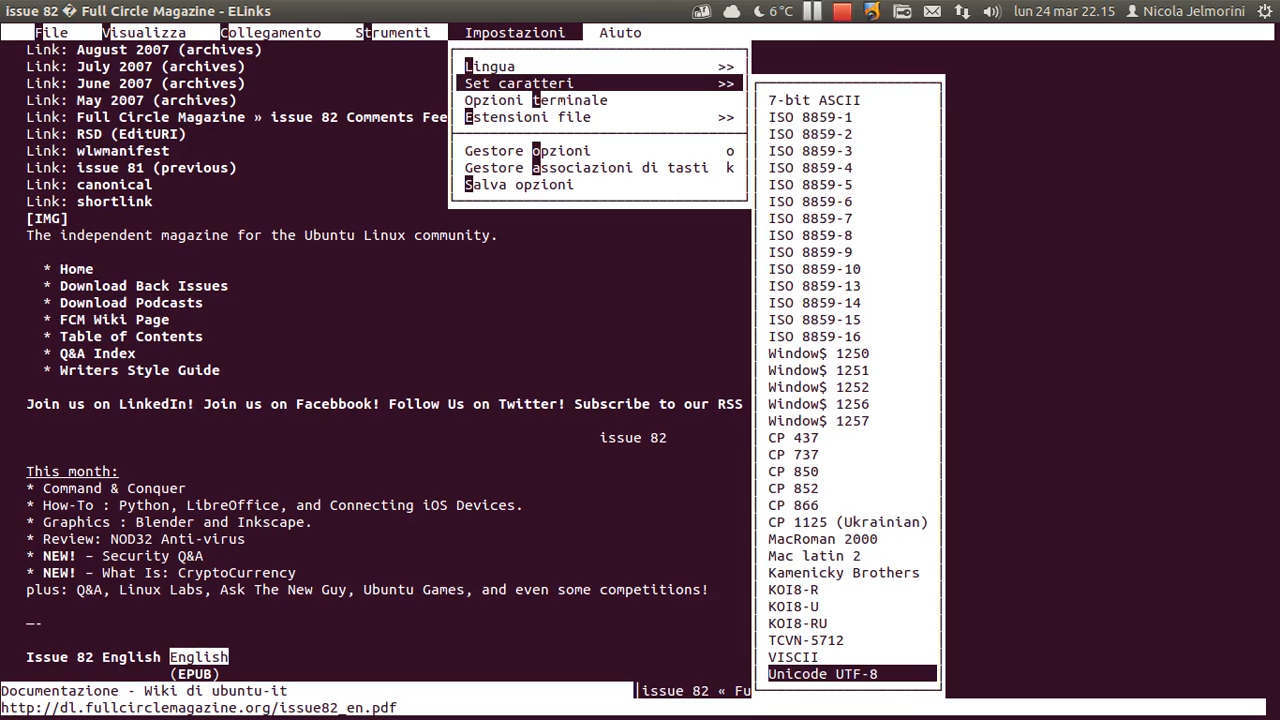 issue 82 � Full Circle Magazine - ELinks
6 °C
lun 24 mar 22.15
Nicola Jelmorini
File Visualizza Collegamento Strumenti Impostazioni Aiuto
Link: August 2007 (archives)
Link: July 2007 (archives)
Link: June 2007 (archives)
Link: May 2007 (archives)
Link: Full Circle Magazine » issue 82 Comments Fee
Link: RSD (EditURI)
Link: wlwmanifest
Link: issue 81 (previous)
Link: canonical
Link: shortlink
[IMG]
The independent magazine for the Ubuntu Linux community.
* Home
* Download Back Issues
* Download Podcasts
* FCM Wiki Page
* Table of Contents
* Q&A Index
* Writers Style Guide
Join us on LinkedIn! Join us on Facebbook! Follow Us on Twitter! Subscribe to our RSS
issue 82
This month:
* Command & Conquer
* How-To : Python, LibreOffice, and Connecting iOS Devices.
* Graphics : Blender and Inkscape.
* Review: NOD32 Anti-virus
* NEW! – Security Q&A
* NEW! – What Is: CryptoCurrency
plus: Q&A, Linux Labs, Ask The New Guy, Ubuntu Games, and even some competitions!
—-
Issue 82 English English
(EPUB)
Lingua >>
Set caratteri >>
Opzioni terminale
Estensioni file >>
Gestore opzioni o
Gestore associazioni di tasti k
Salva opzioni
7-bit ASCII
ISO 8859-1
ISO 8859-2
ISO 8859-3
ISO 8859-4
ISO 8859-5
ISO 8859-6
ISO 8859-7
ISO 8859-8
ISO 8859-9
ISO 8859-10
ISO 8859-13
ISO 8859-14
ISO 8859-15
ISO 8859-16
Window$ 1250
Window$ 1251
Window$ 1252
Window$ 1256
Window$ 1257
CP 437
CP 737
CP 850
CP 852
CP 866
CP 1125 (Ukrainian)
MacRoman 2000
Mac latin 2
Kamenicky Brothers
KOI8-R
KOI8-U
KOI8-RU
TCVN-5712
VISCII
Unicode UTF-8
Documentazione - Wiki di ubuntu-it |issue 82 « Fu
http://dl.fullcirclemagazine.org/issue82_en.pdf